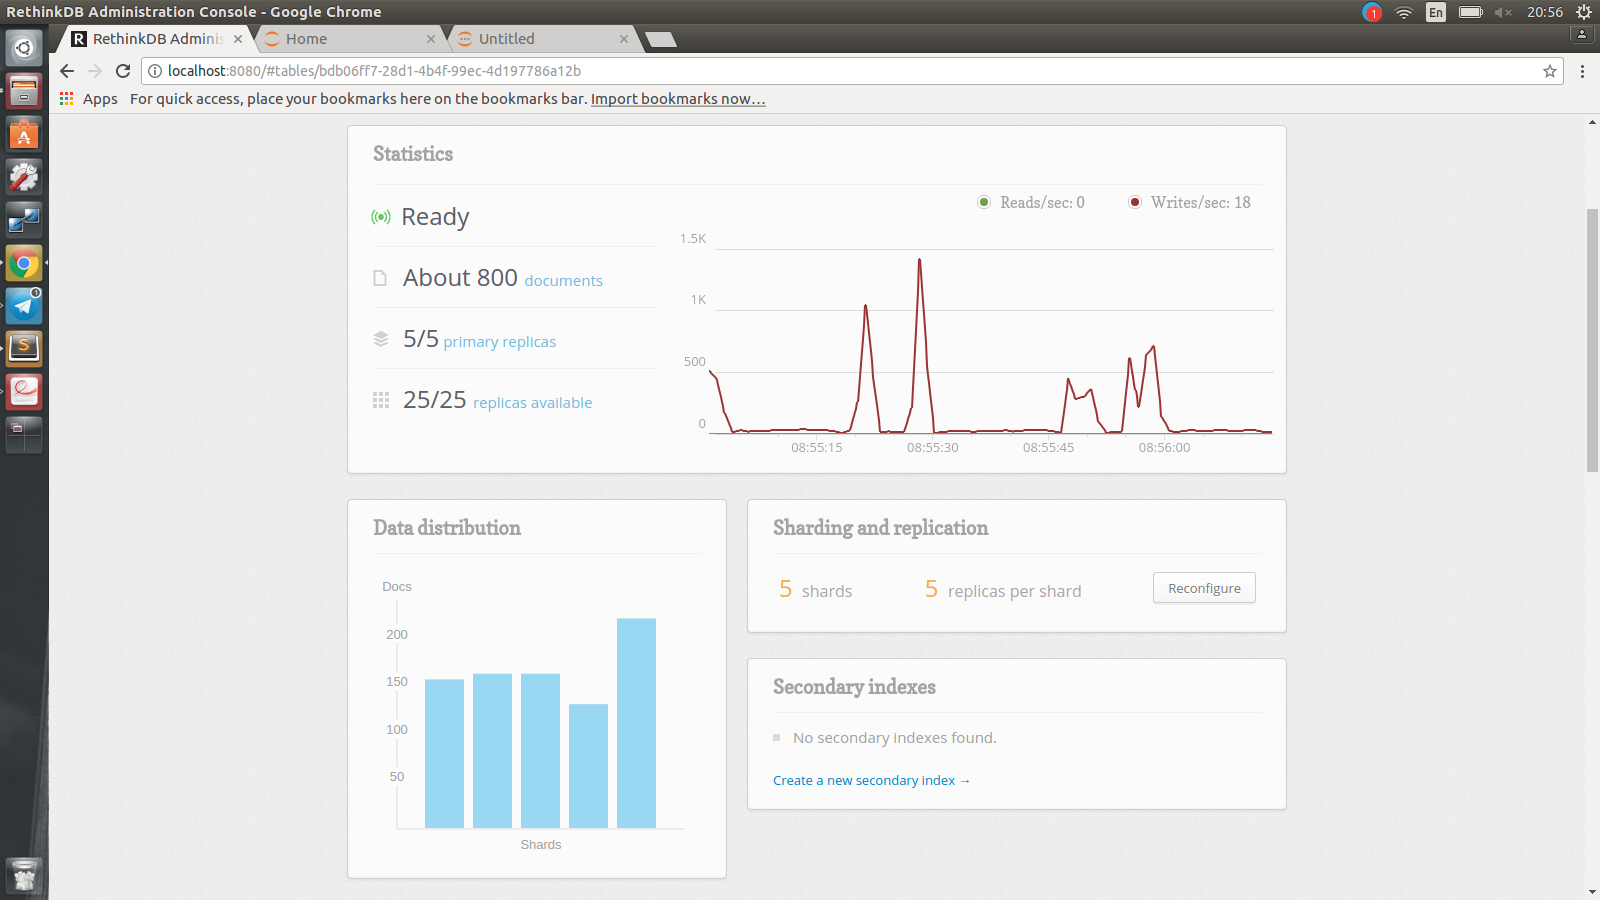 RethinkDB Administration Console - Google Chrome
1
En
20:56
RethinkDB Adminis
Home
Untitled
localhost:8080/#tables/bdb06ff7-28d1-4b4f-99ec-4d197786a12b
Apps
For quick access, place your bookmarks here on the bookmarks bar. Import bookmarks now...
Statistics
Ready
About 800 documents
5/5 primary replicas
25/25 replicas available
Reads/sec: 0
Writes/sec: 18
1.5K
1K
500
0
08:55:15
08:55:30
08:55:45
08:56:00
Data distribution
Docs
200
150
100
50
Shards
Sharding and replication
5 shards
5 replicas per shard
Reconfigure
Secondary indexes
No secondary indexes found.
Create a new secondary index →